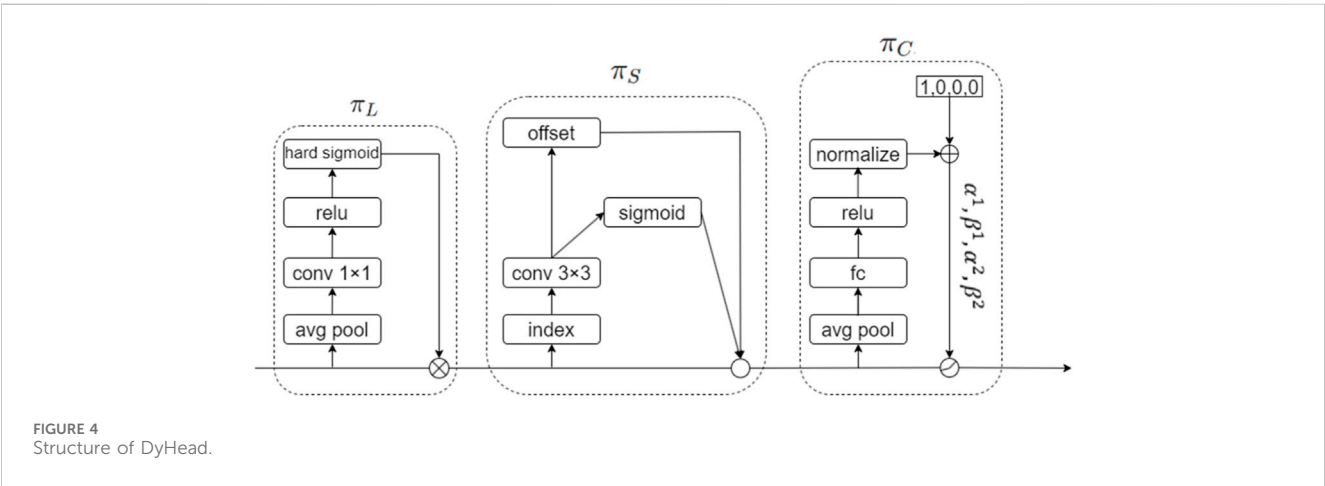 π_L
hard sigmoid
relu
conv 1×1
avg pool
π_S
offset
sigmoid
conv 3×3
index
π_C
1,0,0,0
normalize
relu
fc
avg pool
α¹, β¹, α², β²
FIGURE 4
Structure of DyHead.